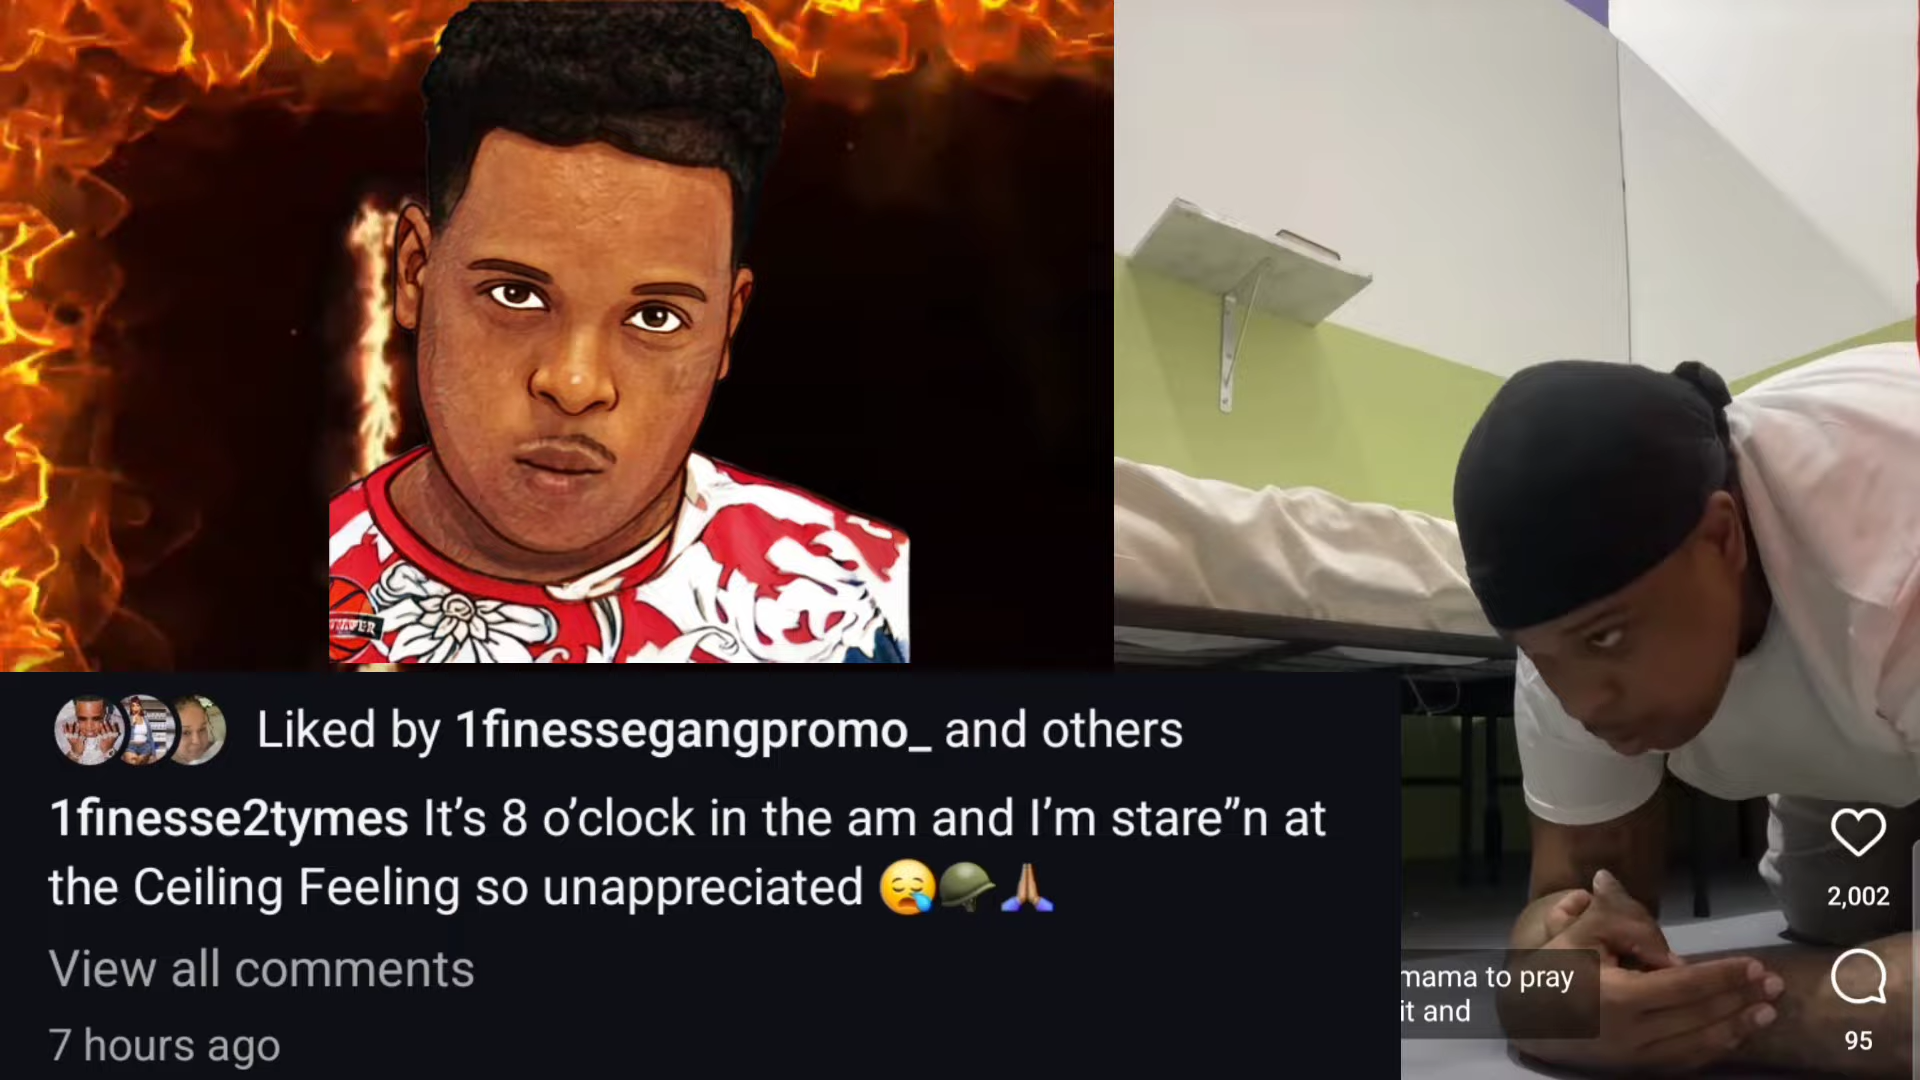 Liked by 1finessegangpromo_ and others
1finesse2tymes It’s 8 o’clock in the am and I’m stare”n at
the Ceiling Feeling so unappreciated 😪🪖🙏🏽
View all comments
7 hours ago
mama to pray
it and
2,002
95